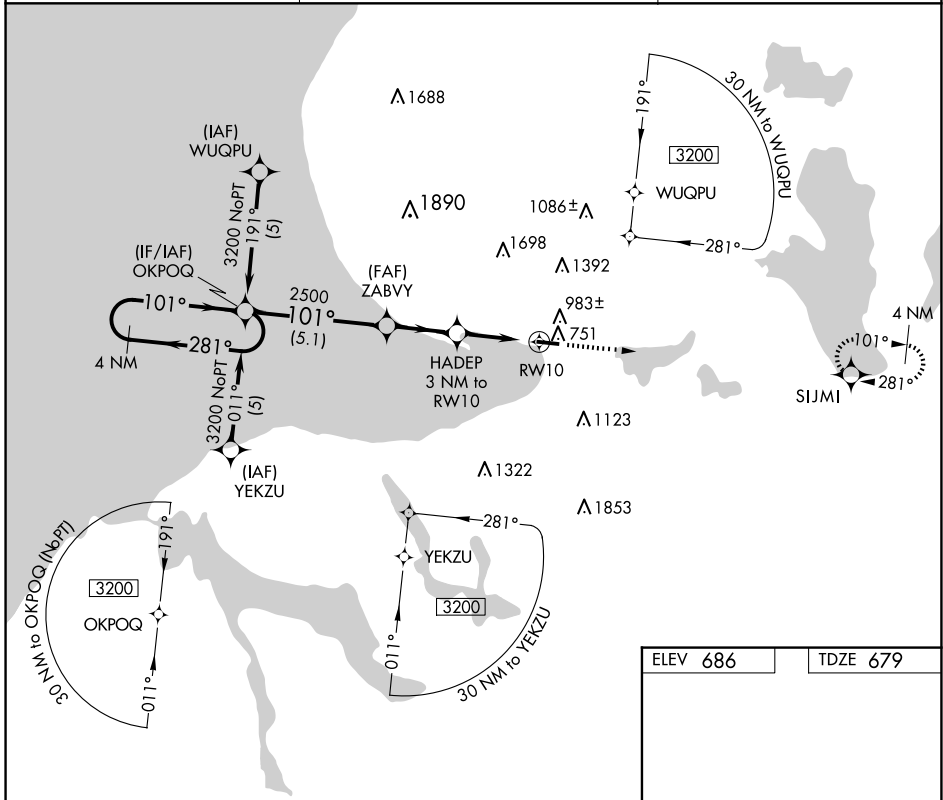 1688
30 NM to WUQPU
191°
(IAF)
WUQPU
3200
WUQPU
1890
1086±
3200 NoPT
191°
(5)
281°
1698
1392
(IF/IAF)
OKPOQ
(FAF)
ZABVY
101°
2500
101°
(5.1)
983±
751
4 NM
281°
4 NM
101°
281°
HADEP
3 NM to
RW10
RW10
SIJMI
3200 NoPT
011°
(5)
1123
(IAF)
YEKZU
1322
1853
30 NM to OKPOQ (NoPT)
191°
281°
3200
YEKZU
OKPOQ
3200
011°
30 NM to YEKZU
011°
ELEV 686
TDZE 679